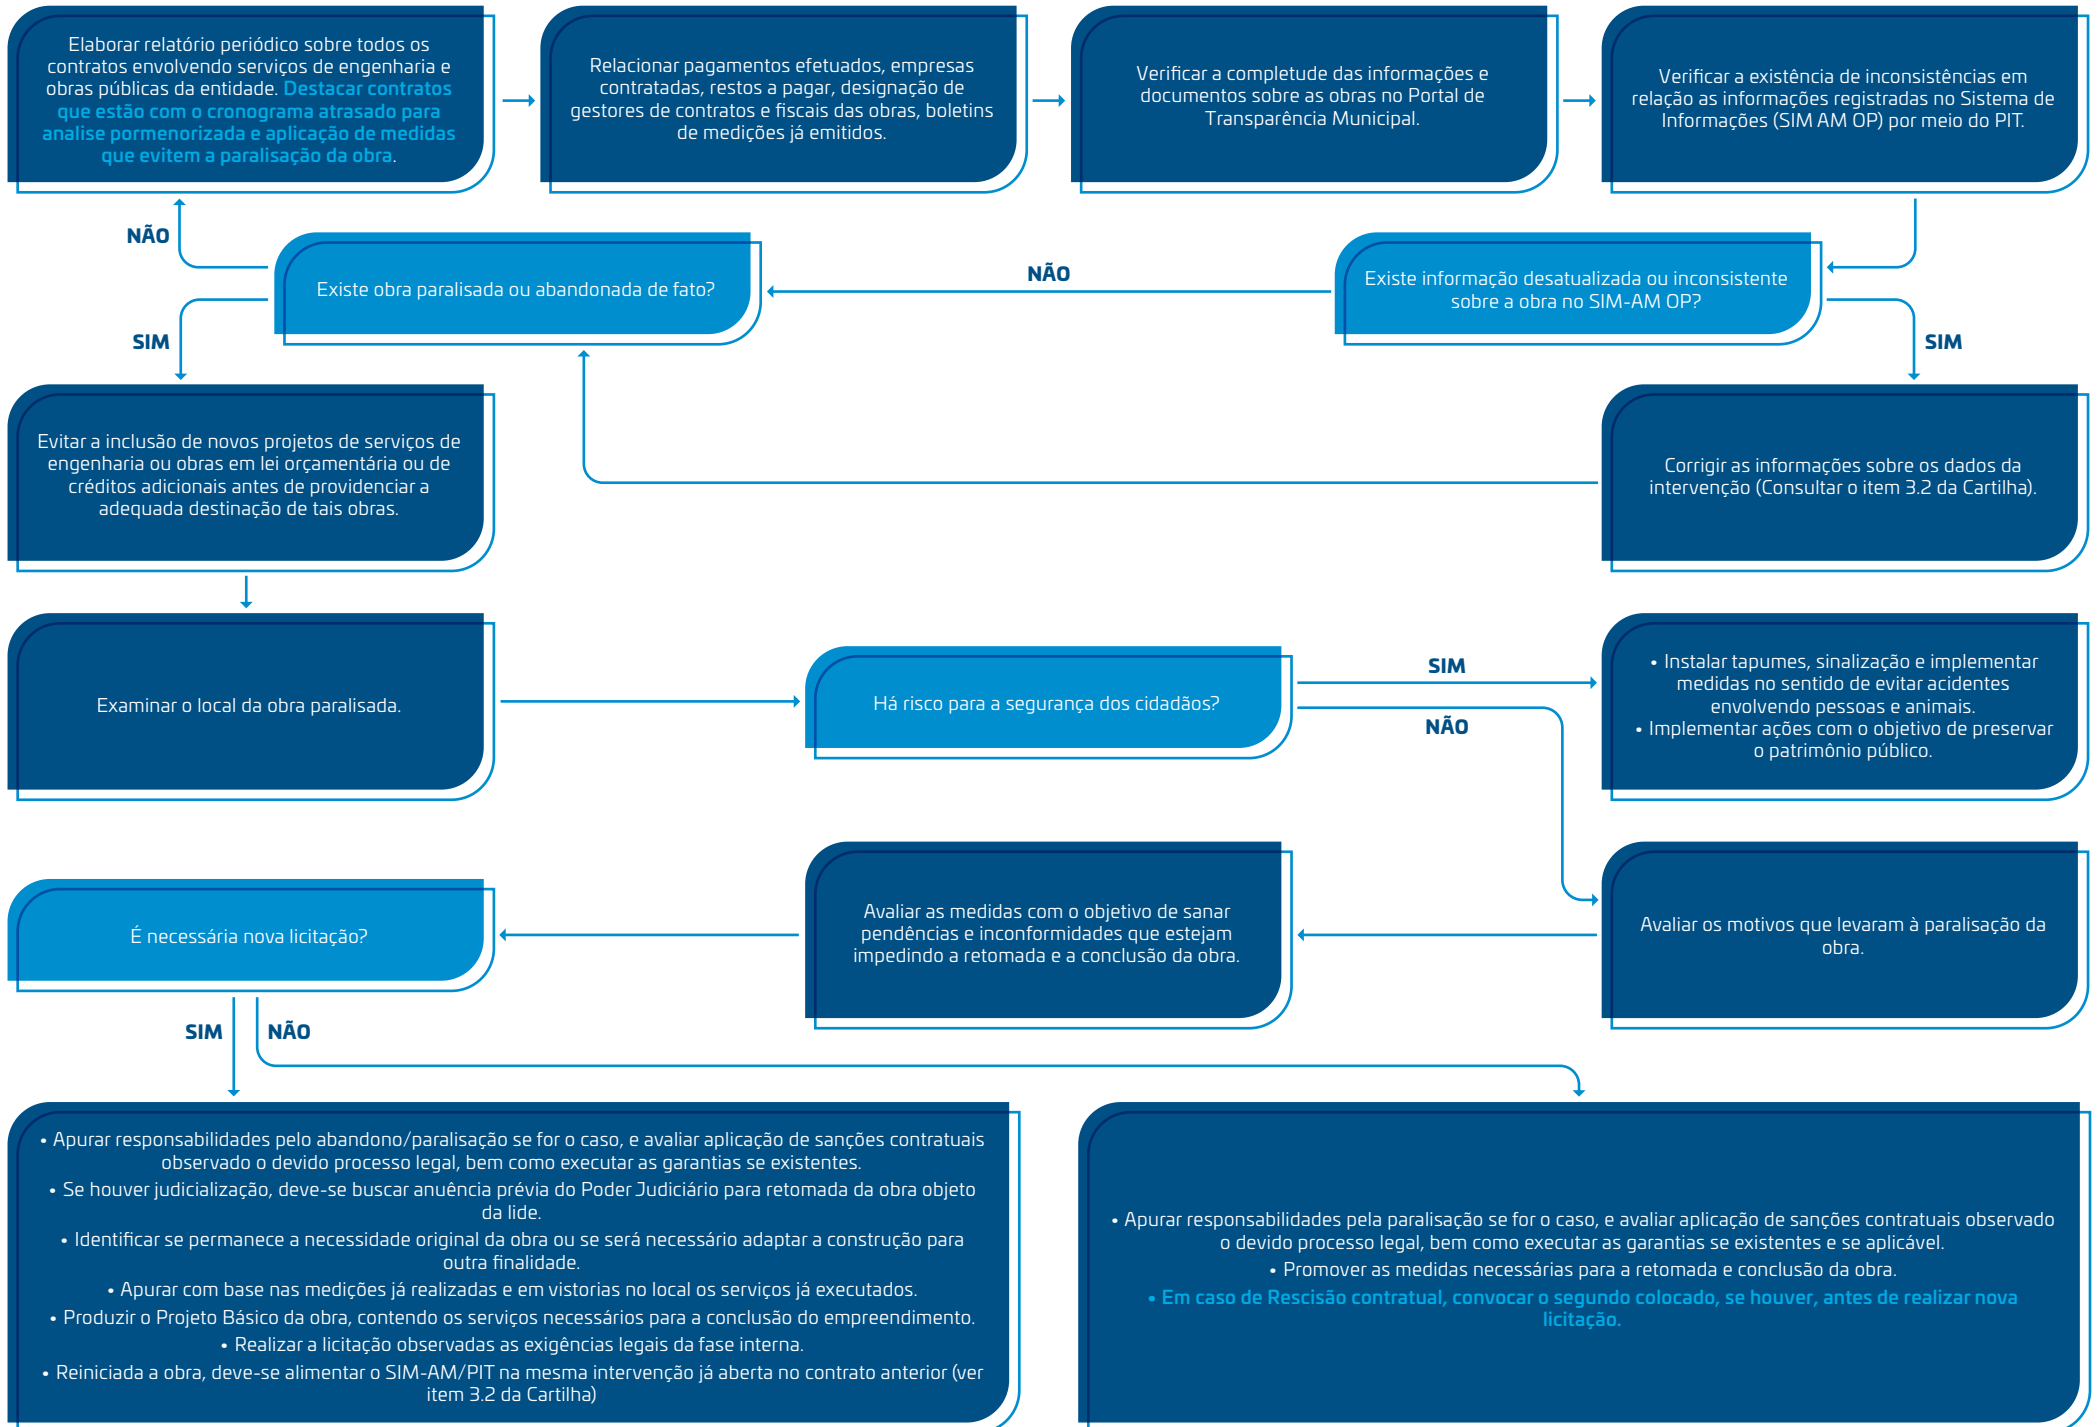 Elaborar relatório periódico sobre todos os
contratos envolvendo serviços de engenharia e
obras públicas da entidade. Destacar contratos
que estão com o cronograma atrasado para
analise pormenorizada e aplicação de medidas
que evitem a paralisação da obra.
Relacionar pagamentos efetuados, empresas
contratadas, restos a pagar, designação de
gestores de contratos e fiscais das obras, boletins
de medições já emitidos.
Verificar a completude das informações e
documentos sobre as obras no Portal de
Transparência Municipal.
Verificar a existência de inconsistências em
relação as informações registradas no Sistema de
Informações (SIM AM OP) por meio do PIT.
NÃO
Existe obra paralisada ou abandonada de fato?
NÃO
Existe informação desatualizada ou inconsistente
sobre a obra no SIM-AM OP?
SIM
SIM
Evitar a inclusão de novos projetos de serviços de
engenharia ou obras em lei orçamentária ou de
créditos adicionais antes de providenciar a
adequada destinação de tais obras.
Corrigir as informações sobre os dados da
intervenção (Consultar o item 3.2 da Cartilha).
Examinar o local da obra paralisada.
Há risco para a segurança dos cidadãos?
SIM
NÃO
• Instalar tapumes, sinalização e implementar
medidas no sentido de evitar acidentes
envolvendo pessoas e animais.
• Implementar ações com o objetivo de preservar
o patrimônio público.
É necessária nova licitação?
Avaliar as medidas com o objetivo de sanar
pendências e inconformidades que estejam
impedindo a retomada e a conclusão da obra.
Avaliar os motivos que levaram à paralisação da
obra.
SIM
NÃO
• Apurar responsabilidades pelo abandono/paralisação se for o caso, e avaliar aplicação de sanções contratuais
observado o devido processo legal, bem como executar as garantias se existentes.
• Se houver judicialização, deve-se buscar anuência prévia do Poder Judiciário para retomada da obra objeto
da lide.
• Identificar se permanece a necessidade original da obra ou se será necessário adaptar a construção para
outra finalidade.
• Apurar com base nas medições já realizadas e em vistorias no local os serviços já executados.
• Produzir o Projeto Básico da obra, contendo os serviços necessários para a conclusão do empreendimento.
• Realizar a licitação observadas as exigências legais da fase interna.
• Reiniciada a obra, deve-se alimentar o SIM-AM/PIT na mesma intervenção já aberta no contrato anterior (ver
item 3.2 da Cartilha)
• Apurar responsabilidades pela paralisação se for o caso, e avaliar aplicação de sanções contratuais observado
o devido processo legal, bem como executar as garantias se existentes e se aplicável.
• Promover as medidas necessárias para a retomada e conclusão da obra.
• Em caso de Rescisão contratual, convocar o segundo colocado, se houver, antes de realizar nova
licitação.